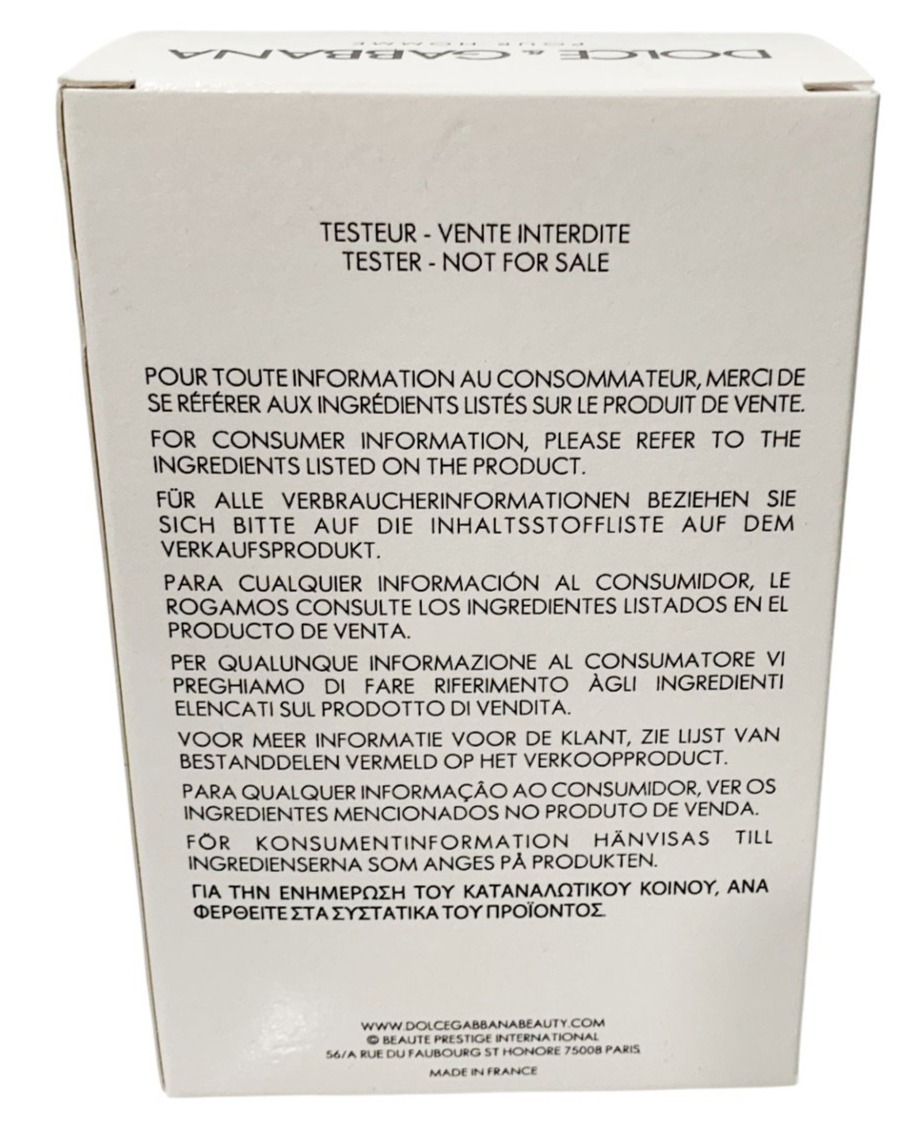 DOLCE & GABBANA
POUR HOMME
TESTEUR - VENTE INTERDITE
TESTER - NOT FOR SALE
POUR TOUTE INFORMATION AU CONSOMMATEUR, MERCI DE
SE RÉFÉRER AUX INGRÉDIENTS LISTÉS SUR LE PRODUIT DE VENTE.
FOR CONSUMER INFORMATION, PLEASE REFER TO THE
INGREDIENTS LISTED ON THE PRODUCT.
FÜR ALLE VERBRAUCHERINFORMATIONEN BEZIEHEN SIE
SICH BITTE AUF DIE INHALTSSTOFFLISTE AUF DEM
VERKAUFSPRODUKT.
PARA CUALQUIER INFORMACIÓN AL CONSUMIDOR, LE
ROGAMOS CONSULTE LOS INGREDIENTES LISTADOS EN EL
PRODUCTO DE VENTA.
PER QUALUNQUE INFORMAZIONE AL CONSUMATORE VI
PREGHIAMO DI FARE RIFERIMENTO ÀGLI INGREDIENTI
ELENCATI SUL PRODOTTO DI VENDITA.
VOOR MEER INFORMATIE VOOR DE KLANT, ZIE LIJST VAN
BESTANDDELEN VERMELD OP HET VERKOOPPRODUCT.
PARA QUALQUER INFORMAÇÂO AO CONSUMIDOR, VER OS
INGREDIENTES MENCIONADOS NO PRODUTO DE VENDA.
FÖR KONSUMENTINFORMATION HÄNVISAS TILL
INGREDIENSERNA SOM ANGES PÅ PRODUKTEN.
ΓΙΑ ΤΗΝ ΕΝΗΜΕΡΩΣΗ ΤΟΥ ΚΑΤΑΝΑΛΩΤΙΚΟΥ ΚΟΙΝΟΥ, ΑΝΑ
ΦΕΡΘΕΙΤΕ ΣΤΑ ΣΥΣΤΑΤΙΚΑ ΤΟΥ ΠΡΟΪΟΝΤΟΣ.
WWW.DOLCEGABBANABEAUTY.COM
© BEAUTE PRESTIGE INTERNATIONAL
56/A RUE DU FAUBOURG ST HONORE 75008 PARIS
MADE IN FRANCE